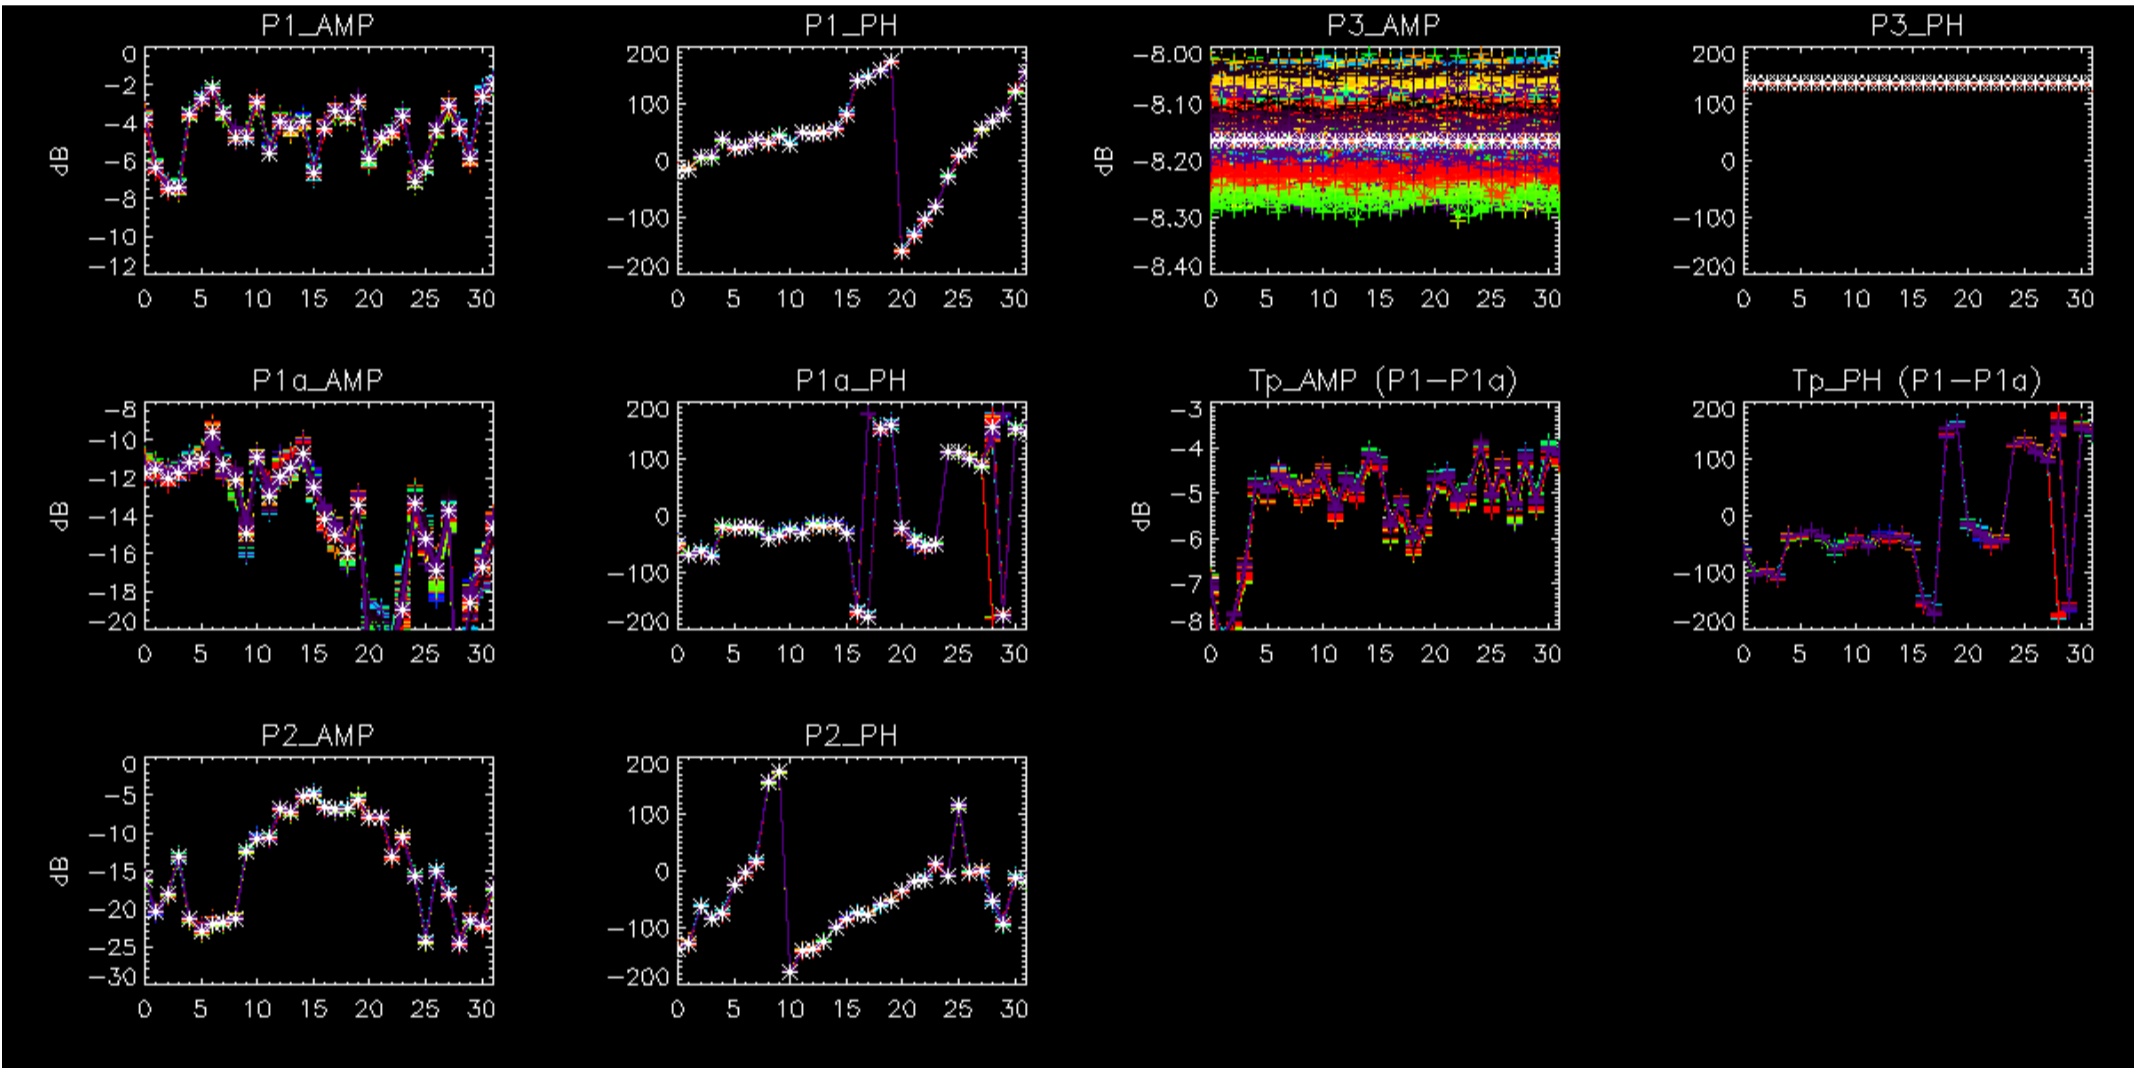 P1_AMP
P1_PH
P3_AMP
P3_PH
dB
0
−2
−4
−6
−8
−10
−12
0 5 10 15 20 25 30
200
100
0
−100
−200
0 5 10 15 20 25 30
dB
−8.00
−8.10
−8.20
−8.30
−8.40
0 5 10 15 20 25 30
200
100
0
−100
−200
0 5 10 15 20 25 30
P1a_AMP
P1a_PH
Tp_AMP (P1−P1a)
Tp_PH (P1−P1a)
dB
−8
−10
−12
−14
−16
−18
−20
0 5 10 15 20 25 30
200
100
0
−100
−200
0 5 10 15 20 25 30
dB
−3
−4
−5
−6
−7
−8
0 5 10 15 20 25 30
200
100
0
−100
−200
0 5 10 15 20 25 30
P2_AMP
P2_PH
dB
0
−5
−10
−15
−20
−25
−30
0 5 10 15 20 25 30
200
100
0
−100
−200
0 5 10 15 20 25 30